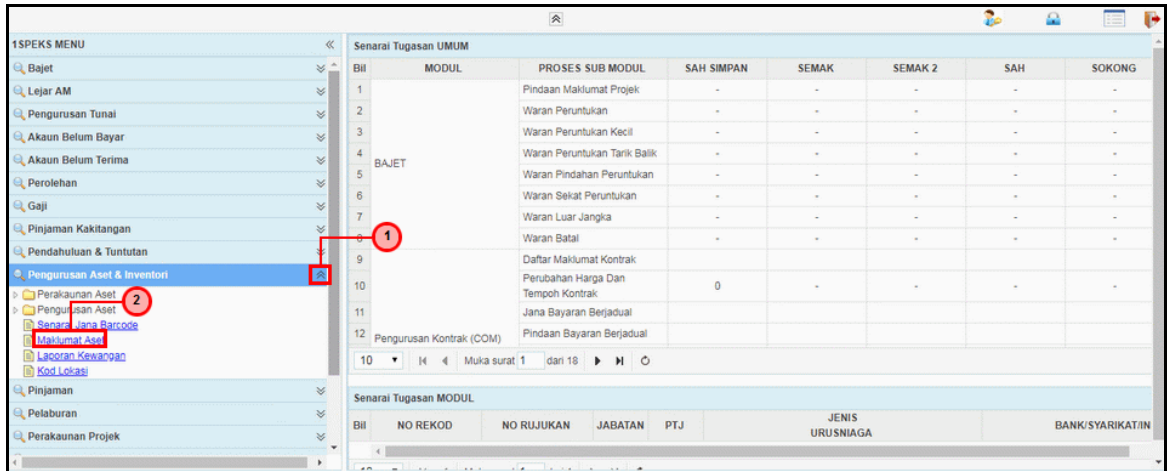 1SPEKS MENU
Bajet
Lejar AM
Pengurusan Tunai
Akaun Belum Bayar
Akaun Belum Terima
Perolehan
Gaji
Pinjaman Kakitangan
Pendahuluan & Tuntutan
Pengurusan Aset & Inventori
1
Perakaunan Aset
Pengurusan Aset
2
Senarai Jana Barcode
Maklumat Aset
Laporan Kewangan
Kod Lokasi
Pinjaman
Pelaburan
Perakaunan Projek
Senarai Tugasan UMUM
Bil MODUL PROSES SUB MODUL SAH SIMPAN SEMAK SEMAK 2 SAH SOKONG
1 Pindaan Maklumat Projek - - - - -
2 Waran Peruntukan - - - - -
3 Waran Peruntukan Kecil - - - - -
4 Waran Peruntukan Tarik Balik - - - - -
BAJET
5 Waran Pindahan Peruntukan - - - - -
6 Waran Sekat Peruntukan - - - - -
7 Waran Luar Jangka - - - - -
8 Waran Batal - - - - -
9 Daftar Maklumat Kontrak
10 Perubahan Harga Dan
Tempoh Kontrak 0 - - - -
11 Jana Bayaran Berjadual
12 Pengurusan Kontrak (COM) Pindaan Bayaran Berjadual
10 Muka surat 1 dari 18
Senarai Tugasan MODUL
Bil NO REKOD NO RUJUKAN JABATAN PTJ JENIS
URUSNIAGA BANK/SYARIKAT/IN